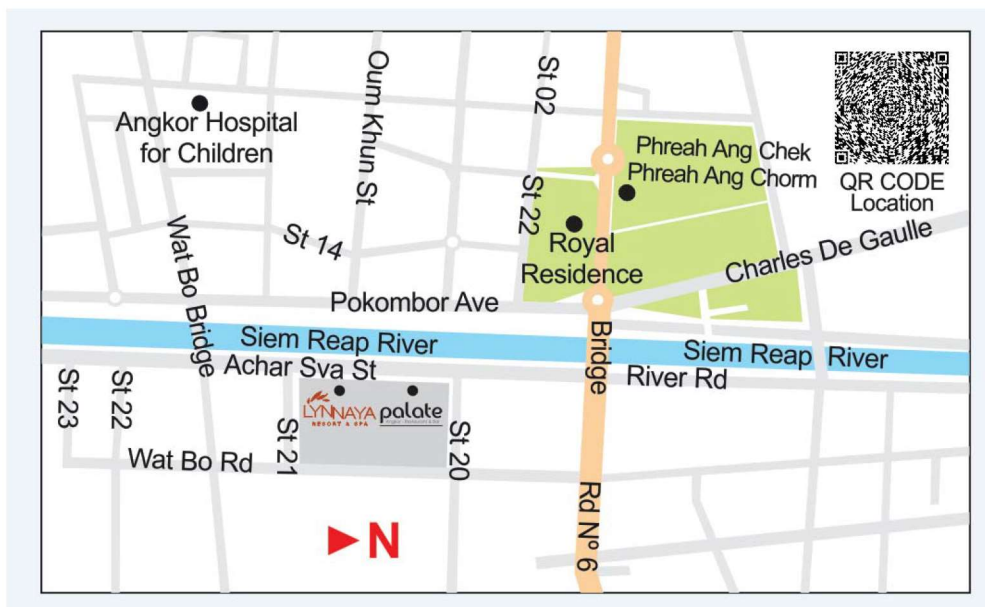 Angkor Hospital
for Children
Oum Khun St
St 02
Phreah Ang Chek
Phreah Ang Chorm
QR CODE
Location
St 22
Royal
Residence
St 14
Charles De Gaulle
Wat Bo Bridge
Pokombor Ave
Bridge
Siem Reap River
Siem Reap River
Achar Sva St
River Rd
St 23
St 22
St 21
LYNNAYA
RESORT & SPA
palate
St 20
Wat Bo Rd
Rd Nº 6
N